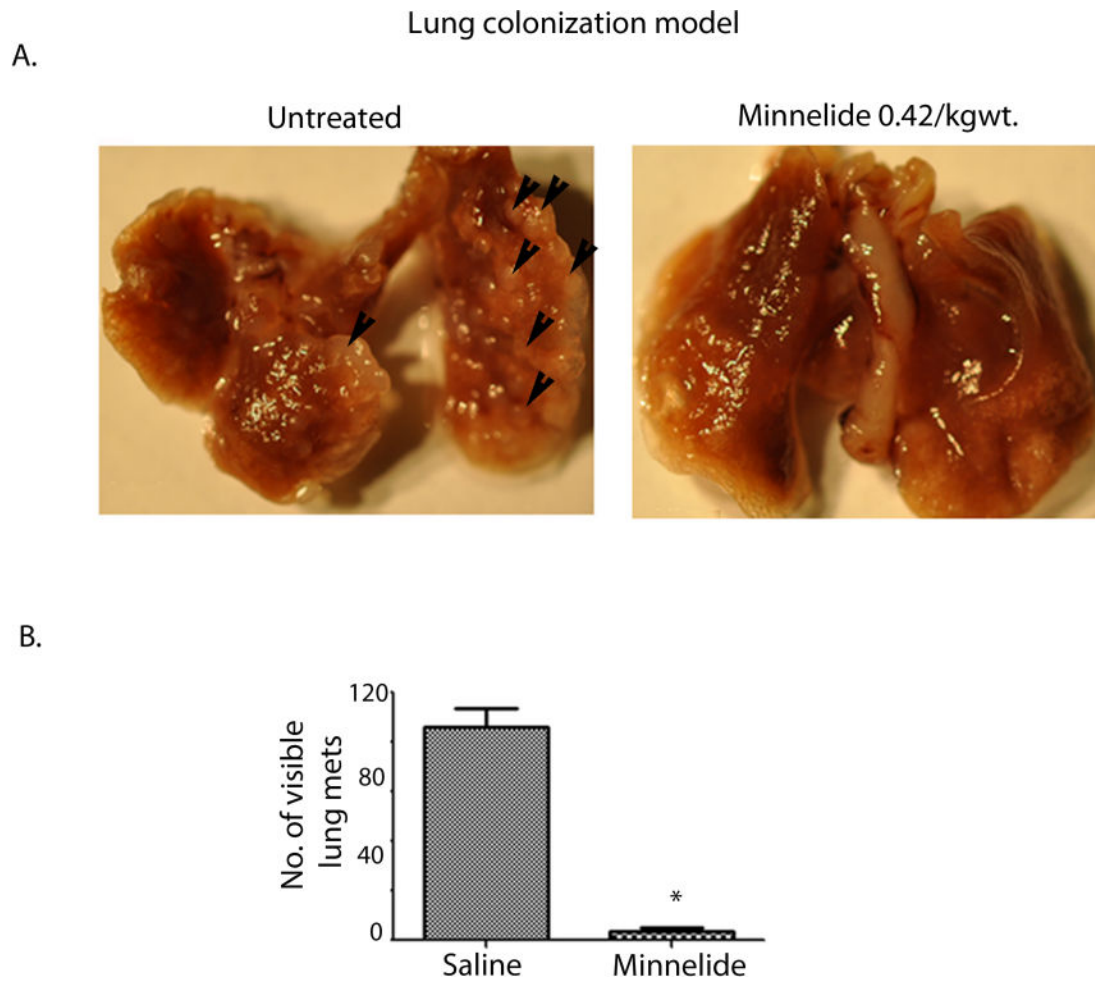 Lung colonization model
A.
Untreated
Minnelide 0.42/kgwt.
B.
No. of visible
lung mets
120
80
40
0
*
Saline
Minnelide